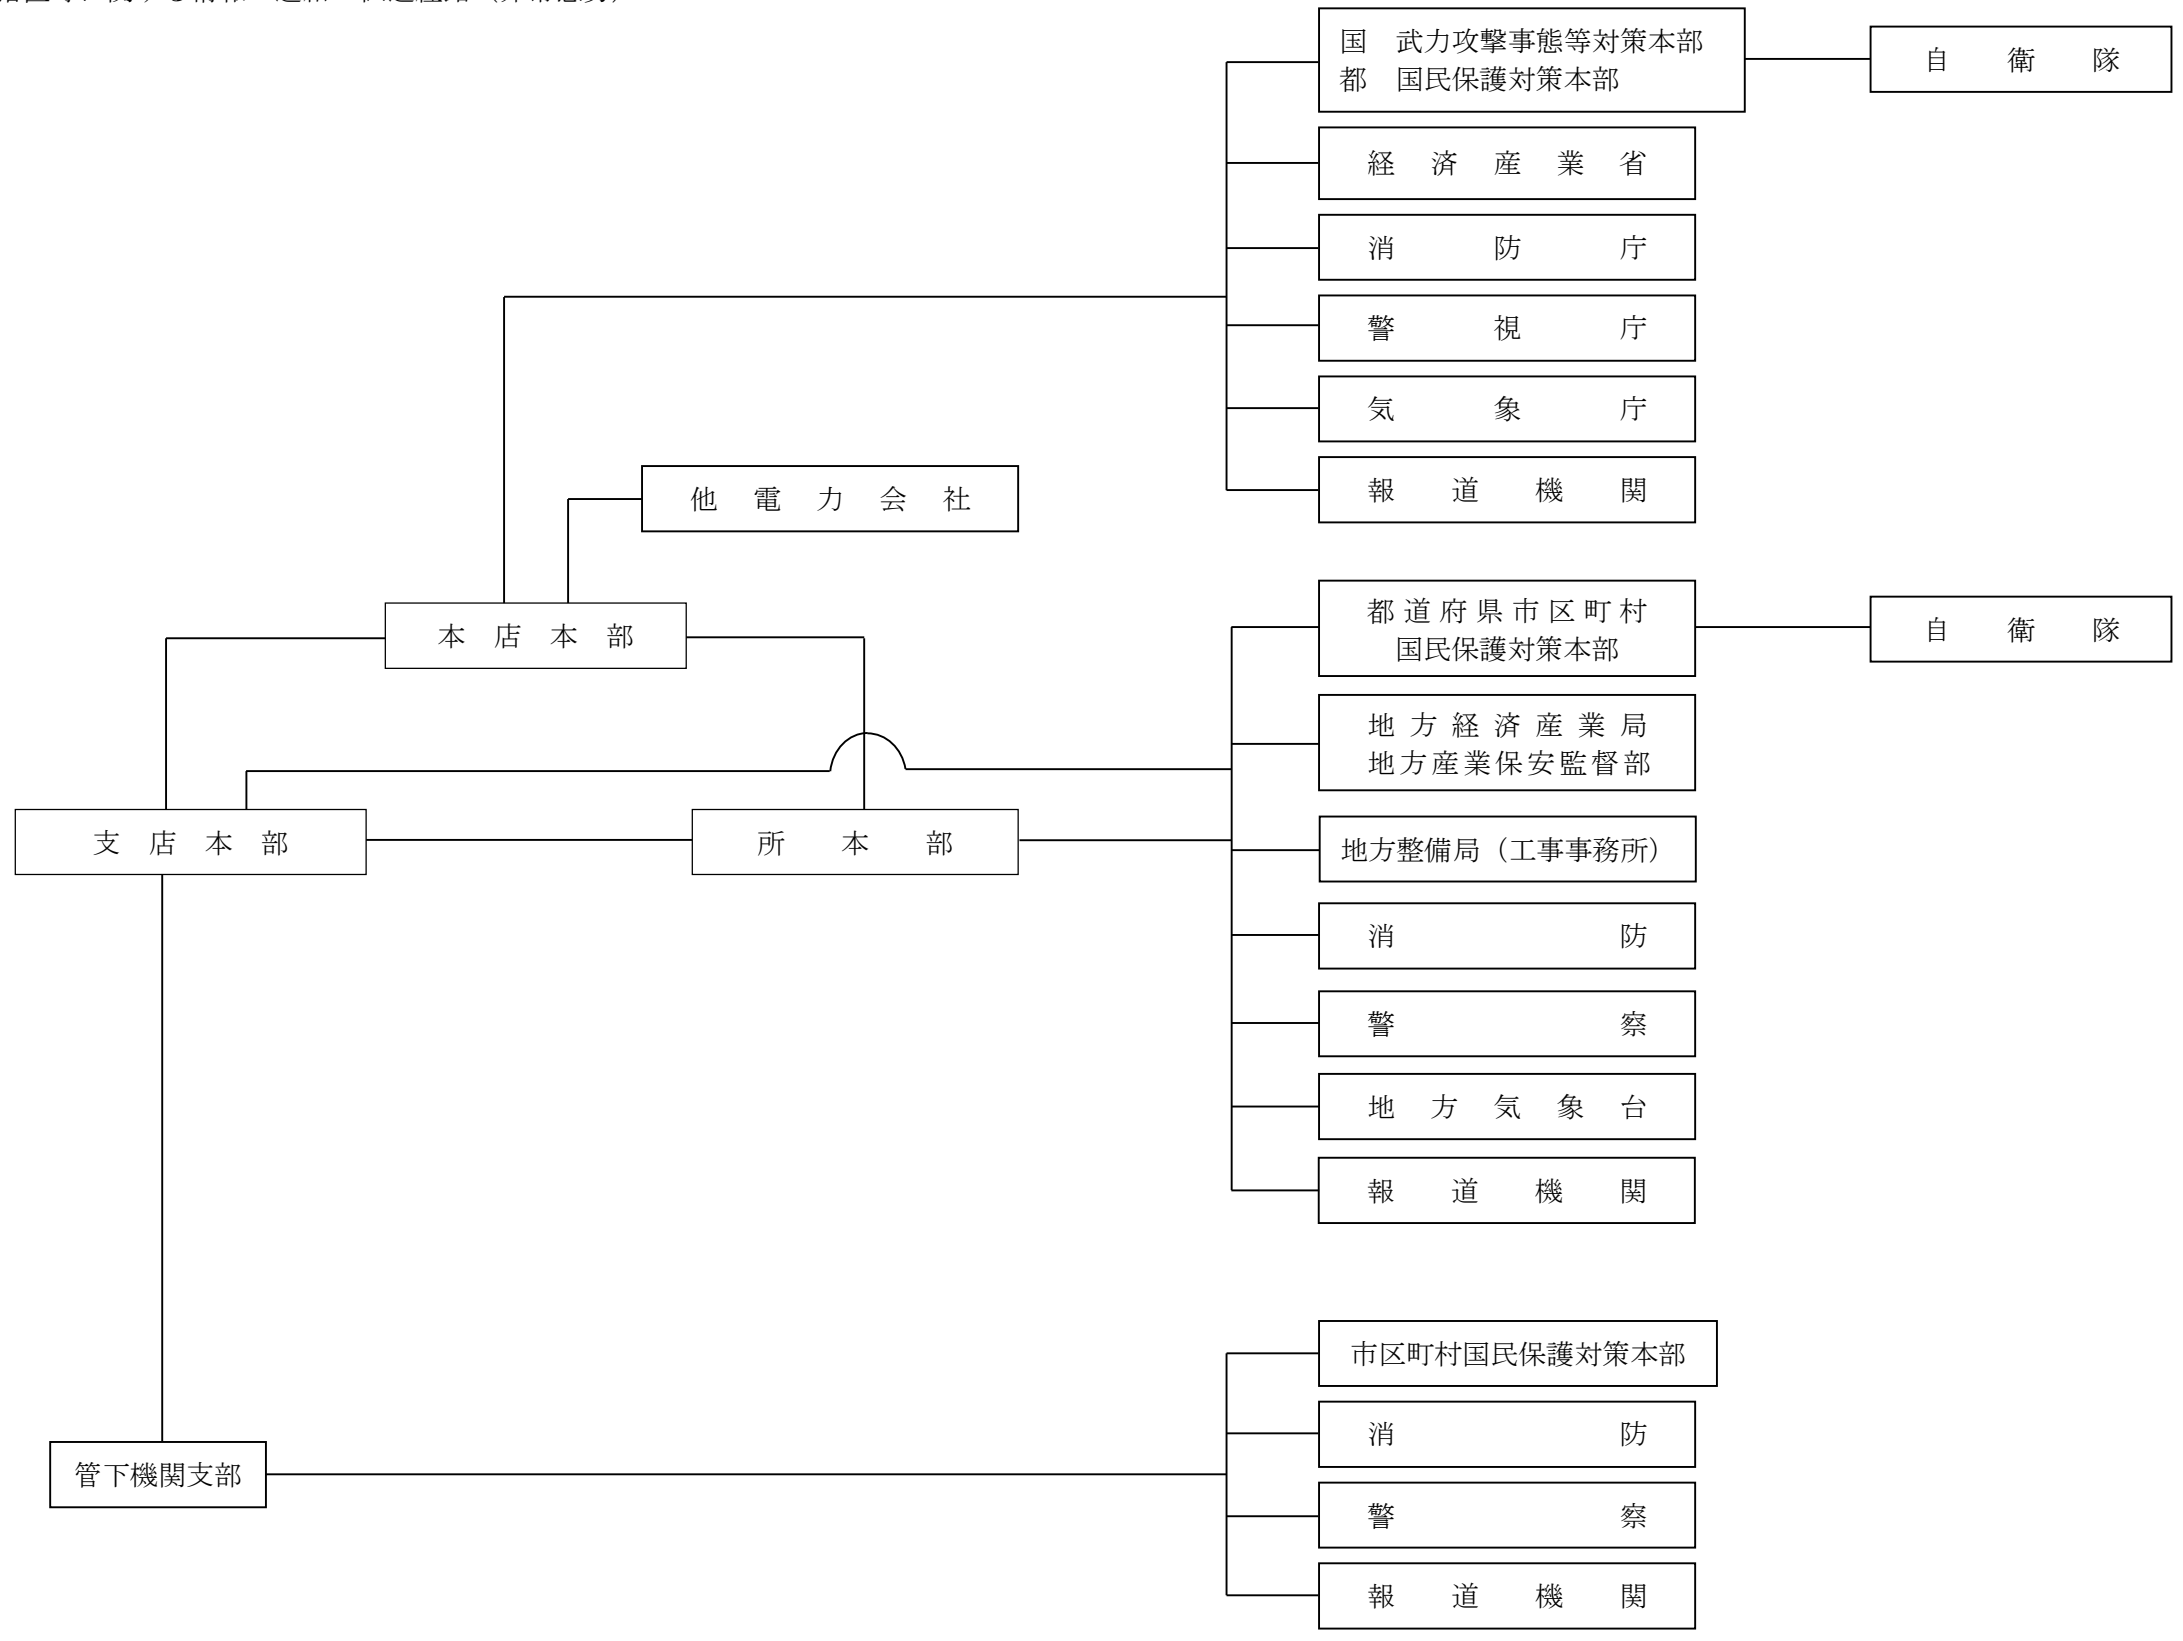 国　武力攻撃事態等対策本部
都　国民保護対策本部
自衛隊
経済産業省
消防庁
警視庁
気象庁
報道機関
他電力会社
本店本部
都道府県市区町村
国民保護対策本部
自衛隊
地方経済産業局
地方産業保安監督部
支店本部
所本部
地方整備局（工事事務所）
消防
警察
地方気象台
報道機関
市区町村国民保護対策本部
消防
管下機関支部
警察
報道機関